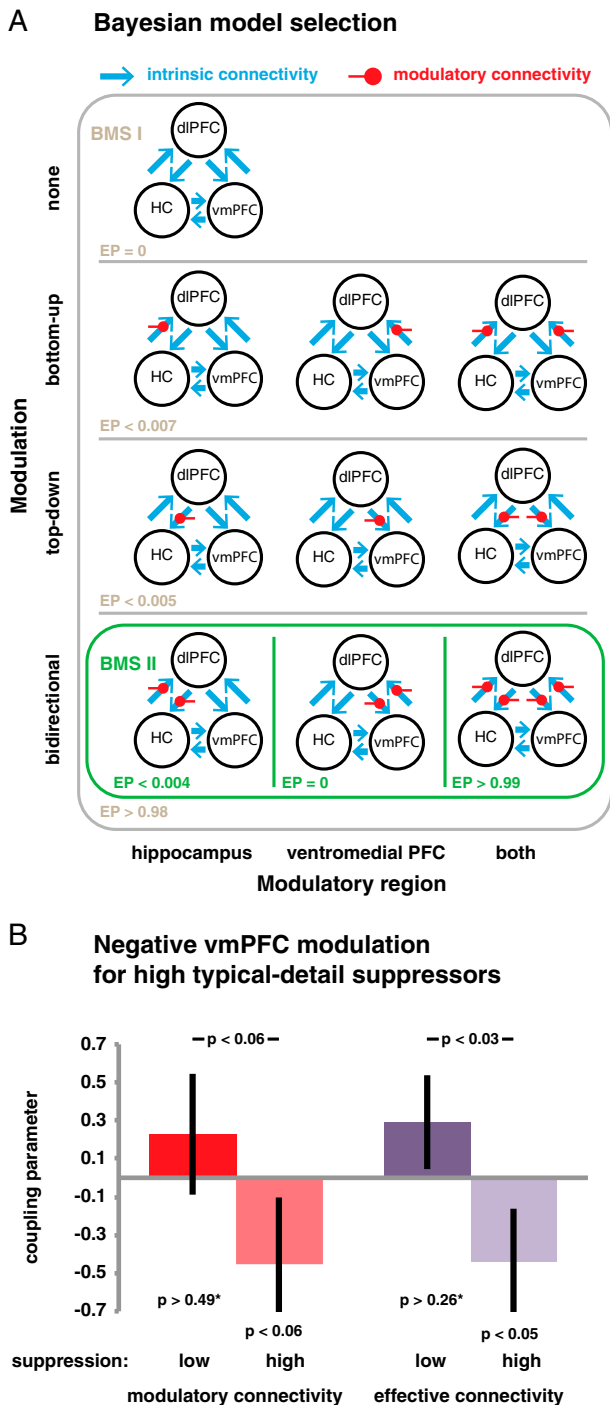 A Bayesian model selection
intrinsic connectivity modulatory connectivity
BMS I
dlPFC
HC vmPFC
none
EP = 0
dlPFC dlPFC dlPFC
HC vmPFC HC vmPFC HC vmPFC
bottom-up
EP < 0.007
Modulation
dlPFC dlPFC dlPFC
HC vmPFC HC vmPFC HC vmPFC
top-down
EP < 0.005
BMS II
dlPFC dlPFC dlPFC
HC vmPFC HC vmPFC HC vmPFC
bidirectional
EP < 0.004 EP = 0 EP > 0.99
EP > 0.98
hippocampus ventromedial PFC both
Modulatory region
B Negative vmPFC modulation
for high typical-detail suppressors
p < 0.06 p < 0.03
0.7
0.5
0.3
0.1
-0.1
-0.3
-0.5
-0.7
coupling parameter
p > 0.49* p > 0.26*
p < 0.06 p < 0.05
suppression: low high low high
modulatory connectivity effective connectivity